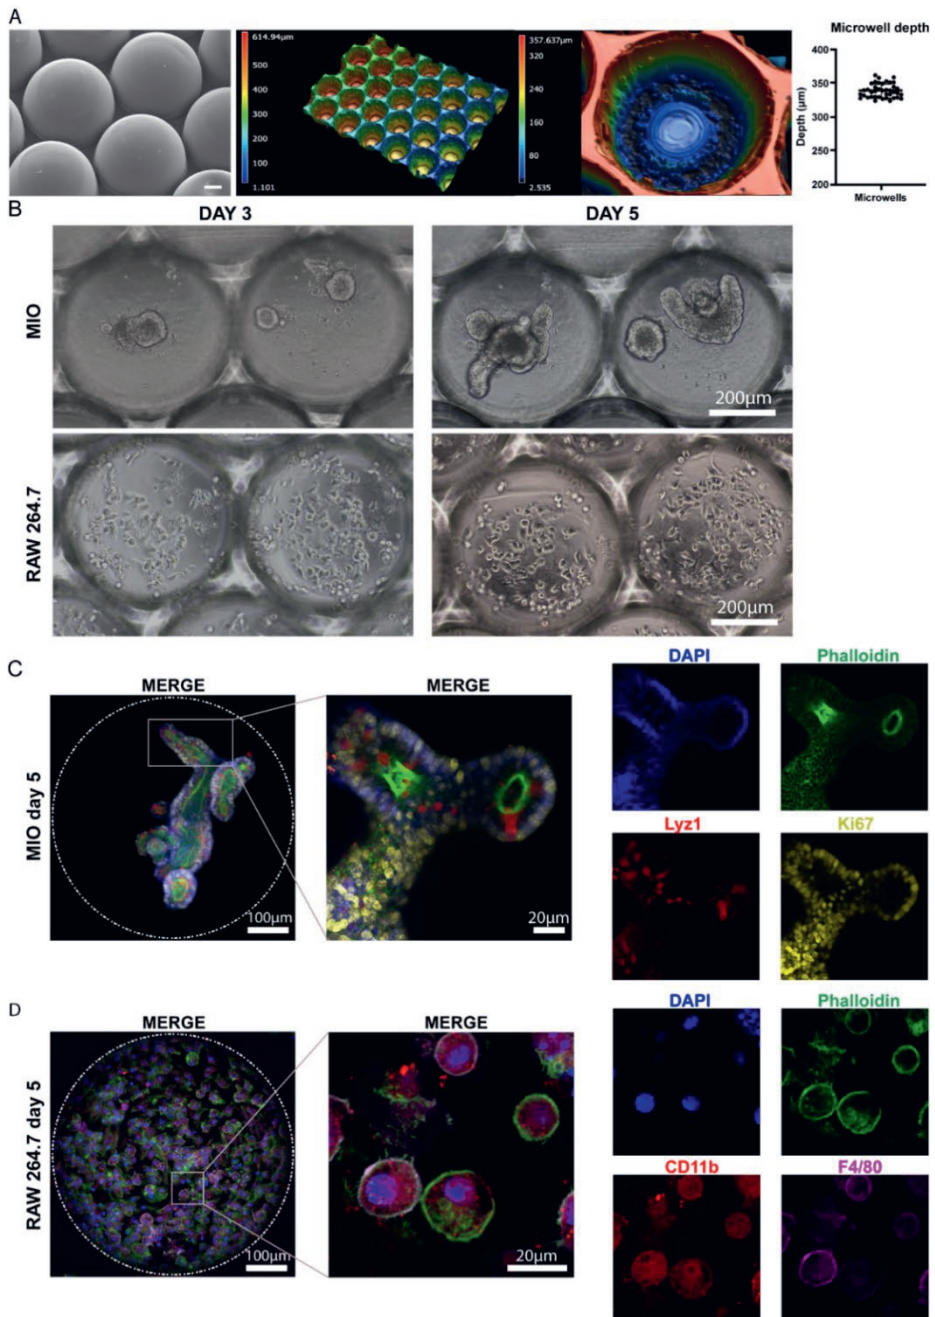 A
614.94µm
500
400
300
200
100
1.101
357.637µm
320
240
160
80
2.535
Microwell depth
400
350
300
250
200
Depth (µm)
Microwells
B
DAY 3
DAY 5
MIO
200µm
RAW 264.7
200µm
C
MERGE
MERGE
DAPI
Phalloidin
MIO day 5
100µm
20µm
Lyz1
Ki67
D
MERGE
MERGE
DAPI
Phalloidin
RAW 264.7 day 5
100µm
20µm
CD11b
F4/80